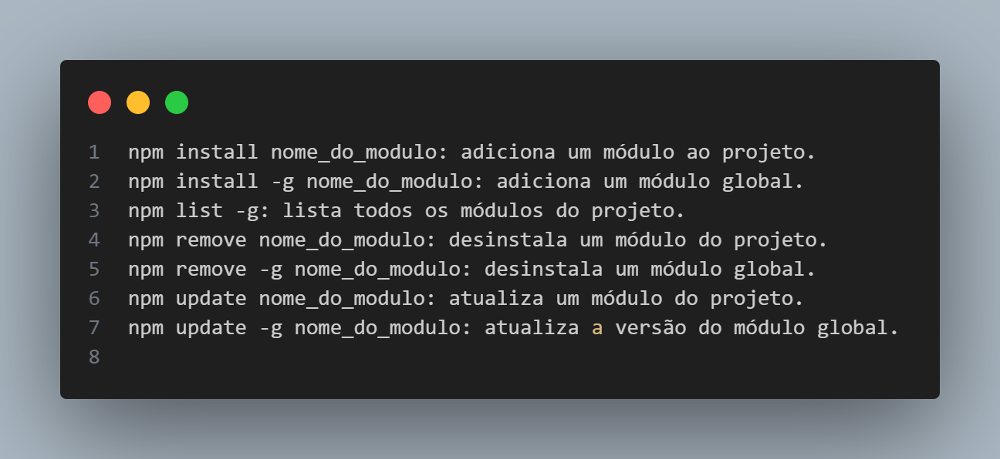 1 npm install nome_do_modulo: adiciona um módulo ao projeto.
2 npm install -g nome_do_modulo: adiciona um módulo global.
3 npm list -g: lista todos os módulos do projeto.
4 npm remove nome_do_modulo: desinstala um módulo do projeto.
5 npm remove -g nome_do_modulo: desinstala um módulo global.
6 npm update nome_do_modulo: atualiza um módulo do projeto.
7 npm update -g nome_do_modulo: atualiza a versão do módulo global.
8